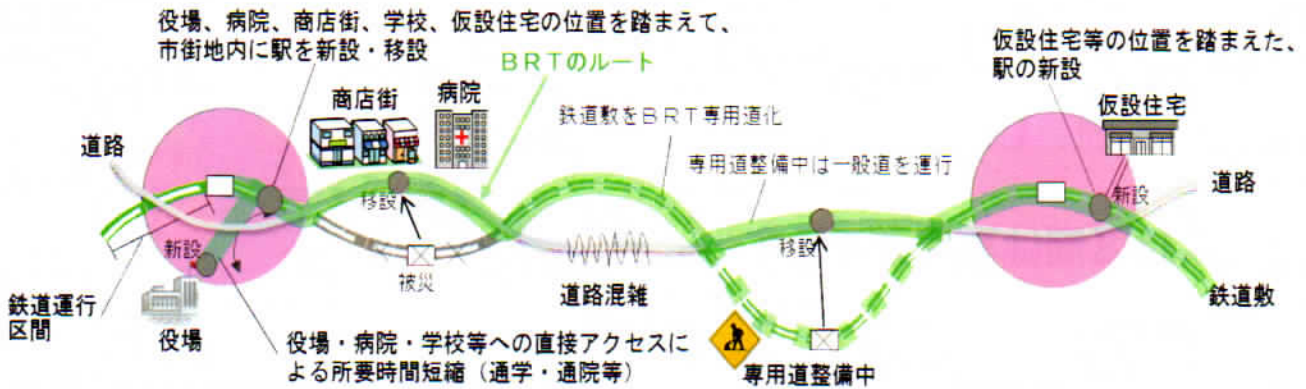 役場、病院、商店街、学校、仮設住宅の位置を踏まえて、
市街地内に駅を新設・移設
BRTのルート
仮設住宅等の位置を踏まえた、
駅の新設
商店街
病院
鉄道敷をBRT専用道化
仮設住宅
道路
専用道整備中は一般道を運行
移設
新設
道路
新設
移設
被災
道路混雑
鉄道敷
鉄道運行
区間
役場
役場・病院・学校等への直接アクセスに
よる所要時間短縮（通学・通院等）
専用道整備中